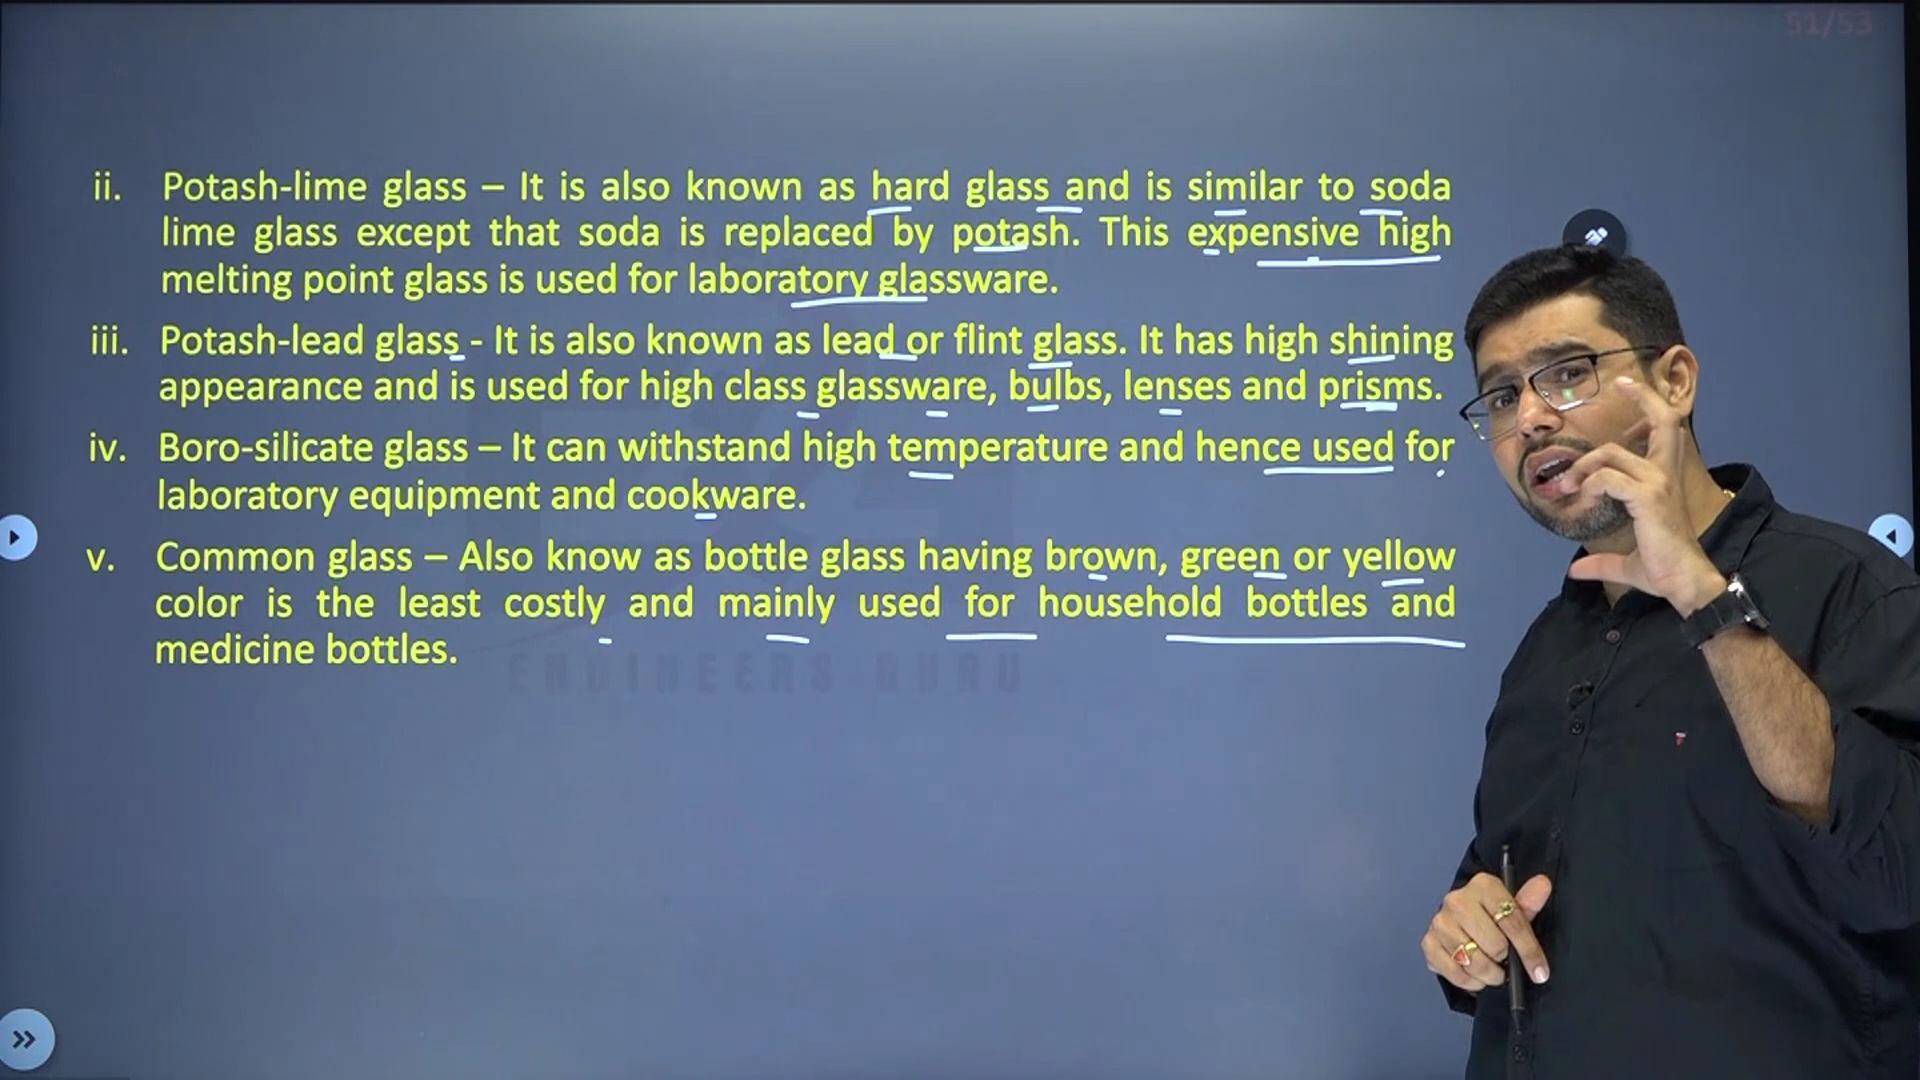 51/53
ii. Potash-lime glass – It is also known as hard glass and is similar to soda
lime glass except that soda is replaced by potash. This expensive high
melting point glass is used for laboratory glassware.
iii. Potash-lead glass - It is also known as lead or flint glass. It has high shining
appearance and is used for high class glassware, bulbs, lenses and prisms.
iv. Boro-silicate glass – It can withstand high temperature and hence used for
laboratory equipment and cookware.
v. Common glass – Also know as bottle glass having brown, green or yellow
color is the least costly and mainly used for household bottles and
medicine bottles.
ENGINEERS GURU